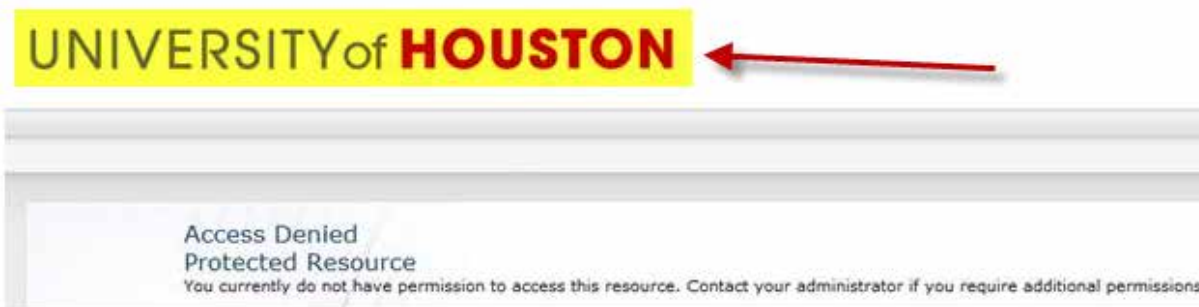 UNIVERSITYof HOUSTON
Access Denied
Protected Resource
You currently do not have permission to access this resource. Contact your administrator if you require additional permissions